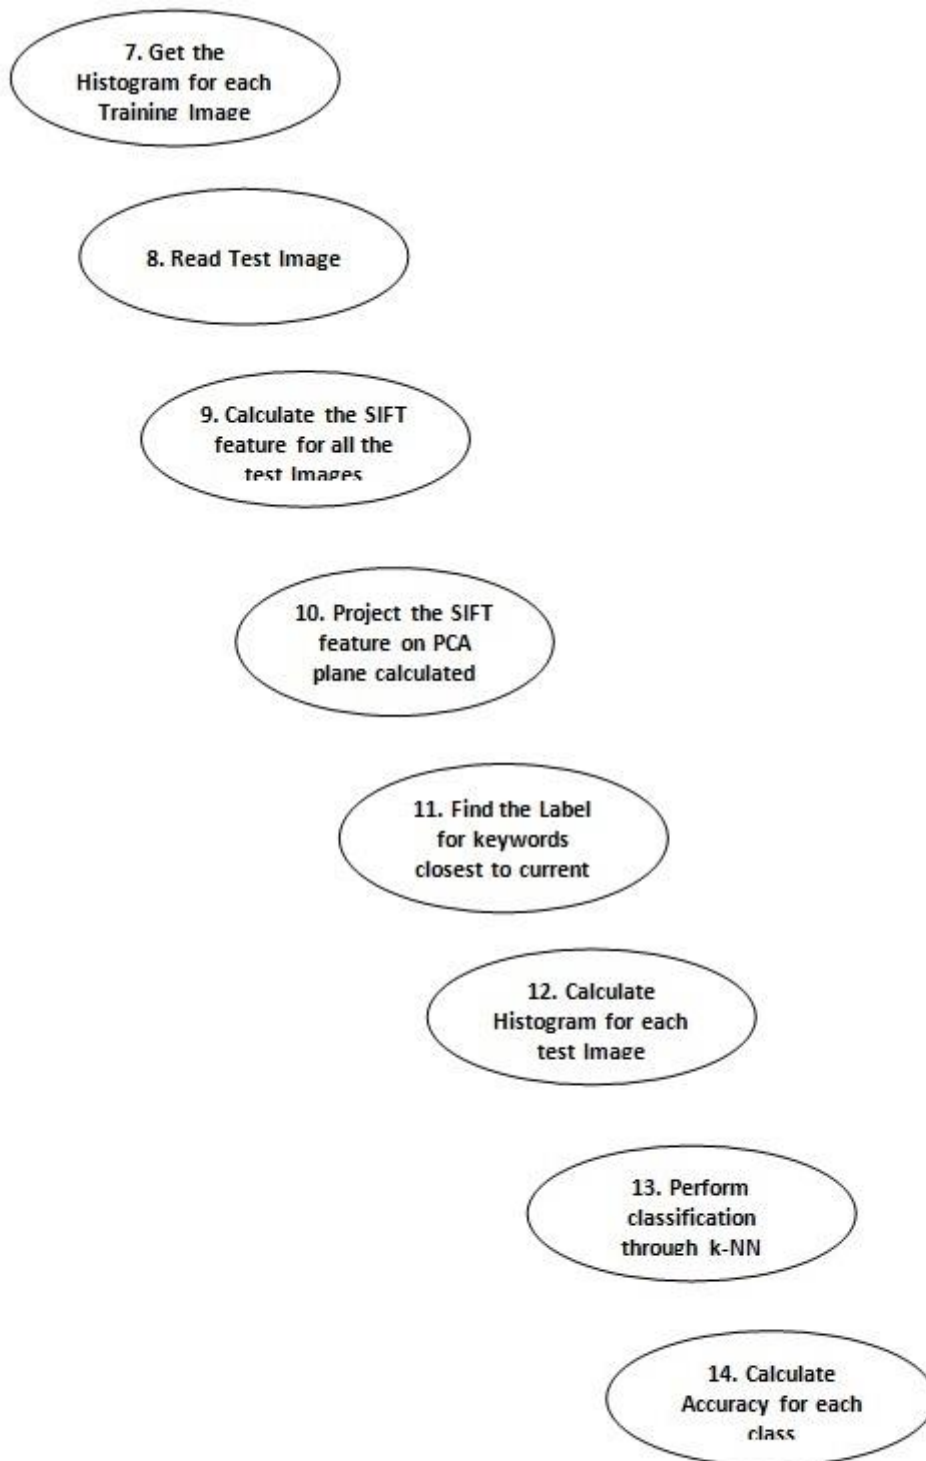 7. Get the
Histogram for each
Training Image
8. Read Test Image
9. Calculate the SIFT
feature for all the
test Images
10. Project the SIFT
feature on PCA
plane calculated
11. Find the Label
for keywords
closest to current
12. Calculate
Histogram for each
test Image
13. Perform
classification
through k-NN
14. Calculate
Accuracy for each
class